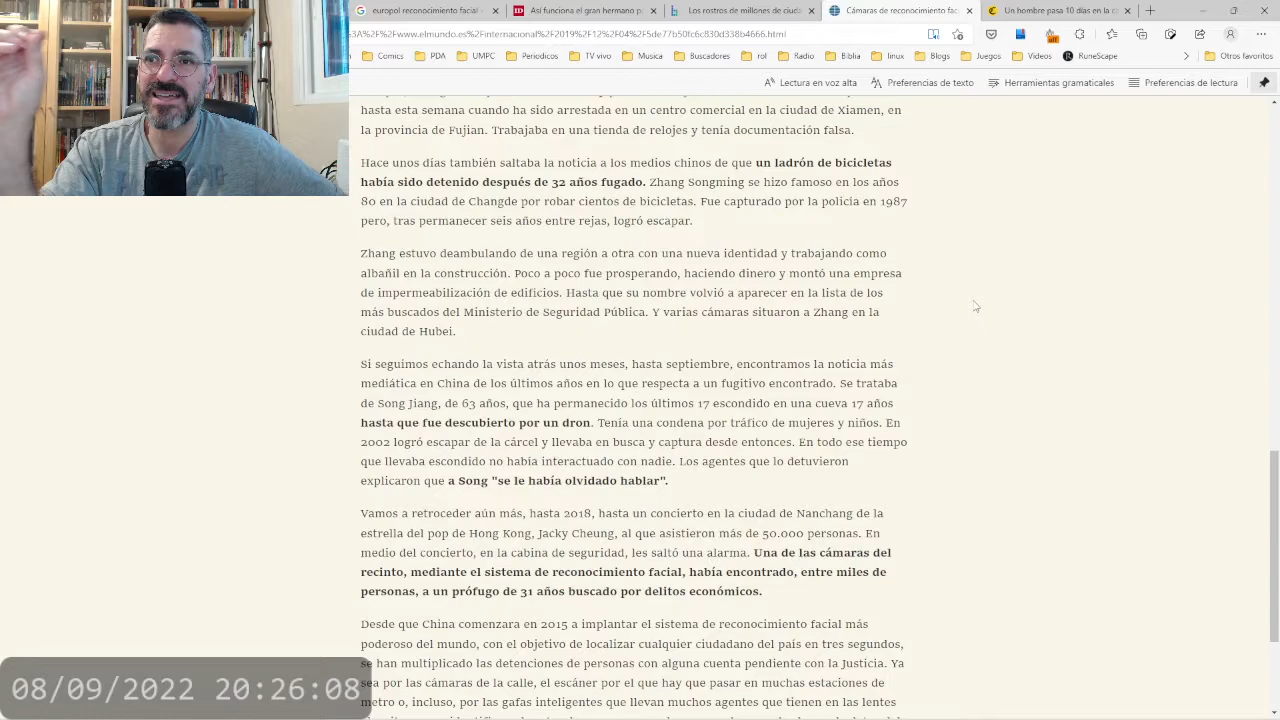 europol reconocimiento facial -
Así funciona el gran hermano p
Los rostros de millones de ciuda
Cámaras de reconocimiento fac
Un hombre pasa 10 días en la c
3A%2F%2Fwww.elmundo.es%2Finternacional%2F2019%2F12%2F04%2F5de77b50fc6c830d338b4666.html
Comics PDA UMPC Periodicos TV vivo Musica Buscadores rol Radio Biblia linux Blogs Juegos Videos RuneScape Otros favoritos
Lectura en voz alta Preferencias de texto Herramientas gramaticales Preferencias de lectura
hasta esta semana cuando ha sido arrestada en un centro comercial en la ciudad de Xiamen, en
la provincia de Fujian. Trabajaba en una tienda de relojes y tenía documentación falsa.
Hace unos días también saltaba la noticia a los medios chinos de que un ladrón de bicicletas
había sido detenido después de 32 años fugado. Zhang Songming se hizo famoso en los años
80 en la ciudad de Changde por robar cientos de bicicletas. Fue capturado por la policía en 1987
pero, tras permanecer seis años entre rejas, logró escapar.
Zhang estuvo deambulando de una región a otra con una nueva identidad y trabajando como
albañil en la construcción. Poco a poco fue prosperando, haciendo dinero y montó una empresa
de impermeabilización de edificios. Hasta que su nombre volvió a aparecer en la lista de los
más buscados del Ministerio de Seguridad Pública. Y varias cámaras situaron a Zhang en la
ciudad de Hubei.
Si seguimos echando la vista atrás unos meses, hasta septiembre, encontramos la noticia más
mediática en China de los últimos años en lo que respecta a un fugitivo encontrado. Se trataba
de Song Jiang, de 63 años, que ha permanecido los últimos 17 escondido en una cueva 17 años
hasta que fue descubierto por un dron. Tenía una condena por tráfico de mujeres y niños. En
2002 logró escapar de la cárcel y llevaba en busca y captura desde entonces. En todo ese tiempo
que llevaba escondido no había interactuado con nadie. Los agentes que lo detuvieron
explicaron que a Song "se le había olvidado hablar".
Vamos a retroceder aún más, hasta 2018, hasta un concierto en la ciudad de Nanchang de la
estrella del pop de Hong Kong, Jacky Cheung, al que asistieron más de 50.000 personas. En
medio del concierto, en la cabina de seguridad, les saltó una alarma. Una de las cámaras del
recinto, mediante el sistema de reconocimiento facial, había encontrado, entre miles de
personas, a un prófugo de 31 años buscado por delitos económicos.
Desde que China comenzara en 2015 a implantar el sistema de reconocimiento facial más
poderoso del mundo, con el objetivo de localizar cualquier ciudadano del país en tres segundos,
se han multiplicado las detenciones de personas con alguna cuenta pendiente con la Justicia. Ya
sea por las cámaras de la calle, el escáner por el que hay que pasar en muchas estaciones de
metro o, incluso, por las gafas inteligentes que llevan muchos agentes que tienen en las lentes
08/09/2022 20:26:08